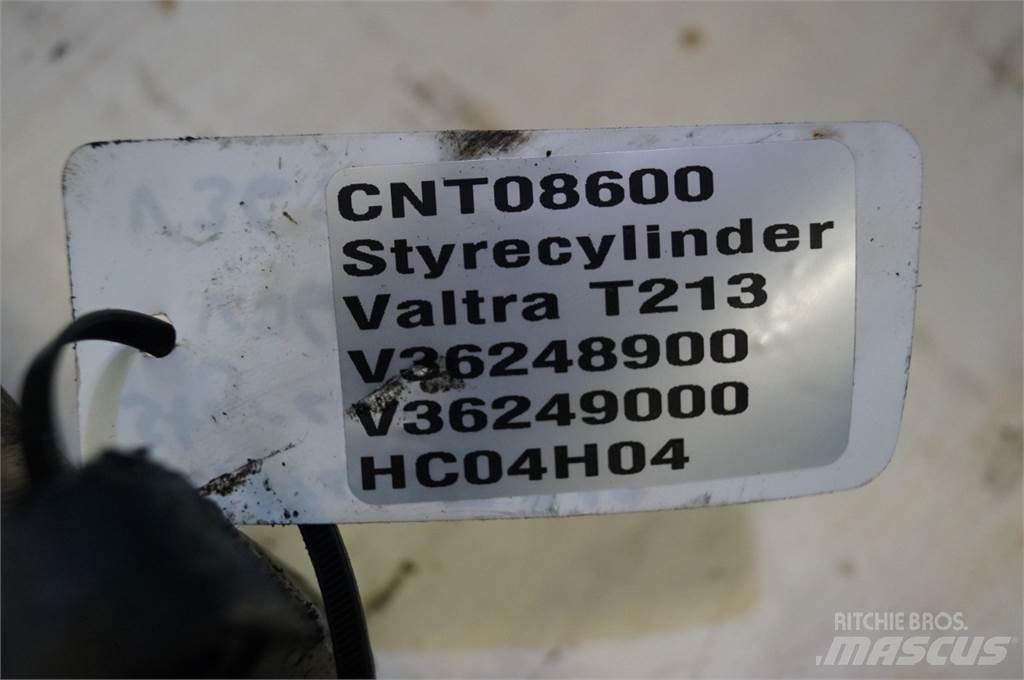 CNT08600
Styrecylinder
Valtra T213
V36248900
V36249000
HC04H04
RITCHIE BROS.
MASCUS